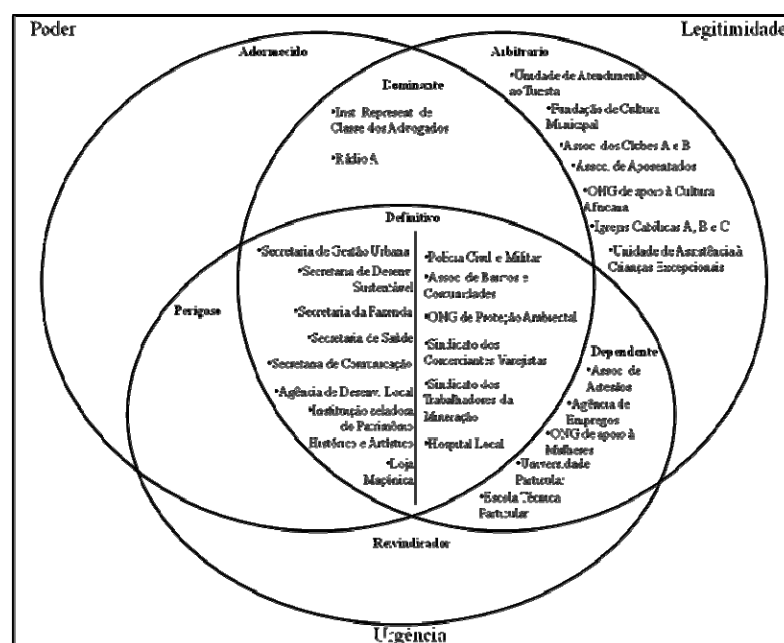 Poder
Legitimidade
Adormecido
Arbitrario
Dominante
•Inst. Represent. de
Classe dos Advogados
•Rádio A
•Unidade de Atendimento
ao Turista
•Fundação de Cultura
Municipal
•Assoc. dos Clubes A e B
•Assoc. de Aposentados
•ONG de apoio à Cultura
Africana
•Igrejas Católicas A, B e C
•Unidade de Assistência à
Crianças Excepcionais
Definitivo
•Secretaria de Gestão Urbana
•Secretaria de Desenv.
Sustentável
•Secretaria da Fazenda
•Secretaria de Saúde
•Secretaria de Comunicação
•Agência de Desenv. Local
•Instituição zeladora
do Patrimônio
Histórico e Artístico
•Loja
Maçônica
•Polícia Civil e Militar
•Assoc. de Bairros e
Comunidades
•ONG de Proteção Ambiental
•Sindicato dos
Comerciantes Varejistas
•Sindicato dos
Trabalhadores da
Mineração
•Hospital Local
Perigoso
Dependente
•Assoc. de
Artesãos
•Agência de
Empregos
•ONG de apoio à
Mulheres
•Universidade
Particular
•Escola Técnica
Particular
Reivindicador
Urgência